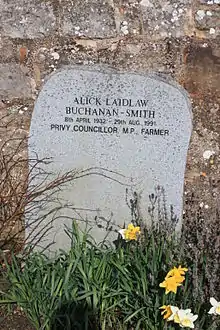 ALICK LAIDLAW
BUCHANAN-SMITH
8th APRIL 1932 - 29th AUG. 1991
PRIVY COUNCILLOR, M.P., FARMER